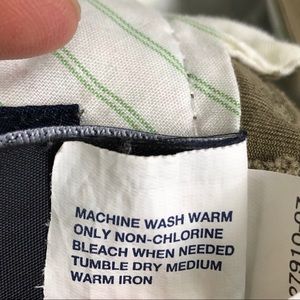 MACHINE WASH WARM
ONLY NON-CHLORINE
BLEACH WHEN NEEDED
TUMBLE DRY MEDIUM
WARM IRON